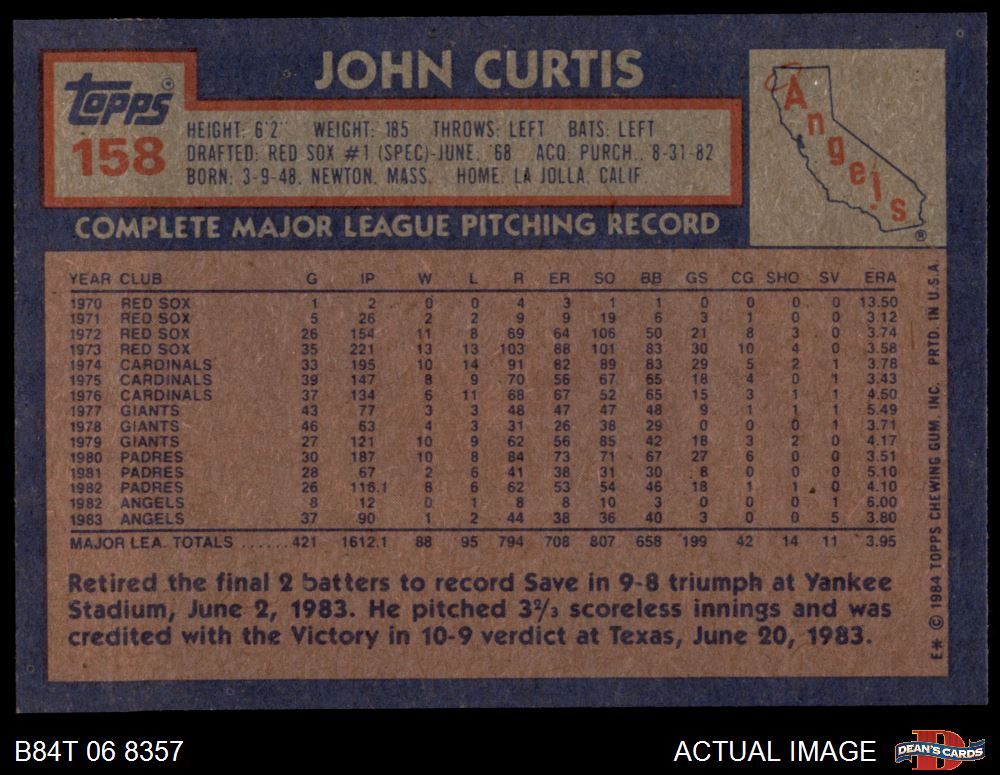 JOHN CURTIS
topps®
158
HEIGHT: 6'2" WEIGHT: 185 THROWS: LEFT BATS: LEFT
DRAFTED: RED SOX #1 (SPEC)-JUNE, '68 ACQ: PURCH., 8-31-82
BORN: 3-9-48, NEWTON, MASS. HOME: LA JOLLA, CALIF.
Angels
®
COMPLETE MAJOR LEAGUE PITCHING RECORD
YEAR CLUB G IP W L R ER SO BB GS CG SHO SV ERA
1970 RED SOX 1 2 0 0 4 3 1 1 0 0 0 0 13.50
1971 RED SOX 5 26 2 2 9 9 19 6 3 1 0 0 3.12
1972 RED SOX 26 154 11 8 69 64 106 50 21 8 3 0 3.74
1973 RED SOX 35 221 13 13 103 88 101 83 30 10 4 0 3.58
1974 CARDINALS 33 195 10 14 91 82 89 83 29 5 2 1 3.78
1975 CARDINALS 39 147 8 9 70 56 67 65 18 4 0 1 3.43
1976 CARDINALS 37 134 6 11 68 67 52 65 15 3 1 1 4.50
1977 GIANTS 43 77 3 3 48 47 47 48 9 1 1 1 5.49
1978 GIANTS 46 63 4 3 31 26 38 29 0 0 0 1 3.71
1979 GIANTS 27 121 10 9 62 56 85 42 18 3 2 0 4.17
1980 PADRES 30 187 10 8 84 73 71 67 27 6 0 0 3.51
1981 PADRES 28 67 2 6 41 38 31 30 8 0 0 0 5.10
1982 PADRES 26 116.1 8 6 62 53 54 46 18 1 1 0 4.10
1982 ANGELS 8 12 0 1 8 8 10 3 0 0 0 1 6.00
1983 ANGELS 37 90 1 2 44 38 36 40 3 0 0 5 3.80
MAJOR LEA. TOTALS ...... 421 1612.1 88 95 794 708 807 658 199 42 14 11 3.95
Retired the final 2 batters to record Save in 9-8 triumph at Yankee
Stadium, June 2, 1983. He pitched 3⅔ scoreless innings and was
credited with the Victory in 10-9 verdict at Texas, June 20, 1983.
E* © 1984 TOPPS CHEWING GUM, INC. PRTD. IN U.S.A.
B84T 06 8357
ACTUAL IMAGE
DEAN'S CARDS